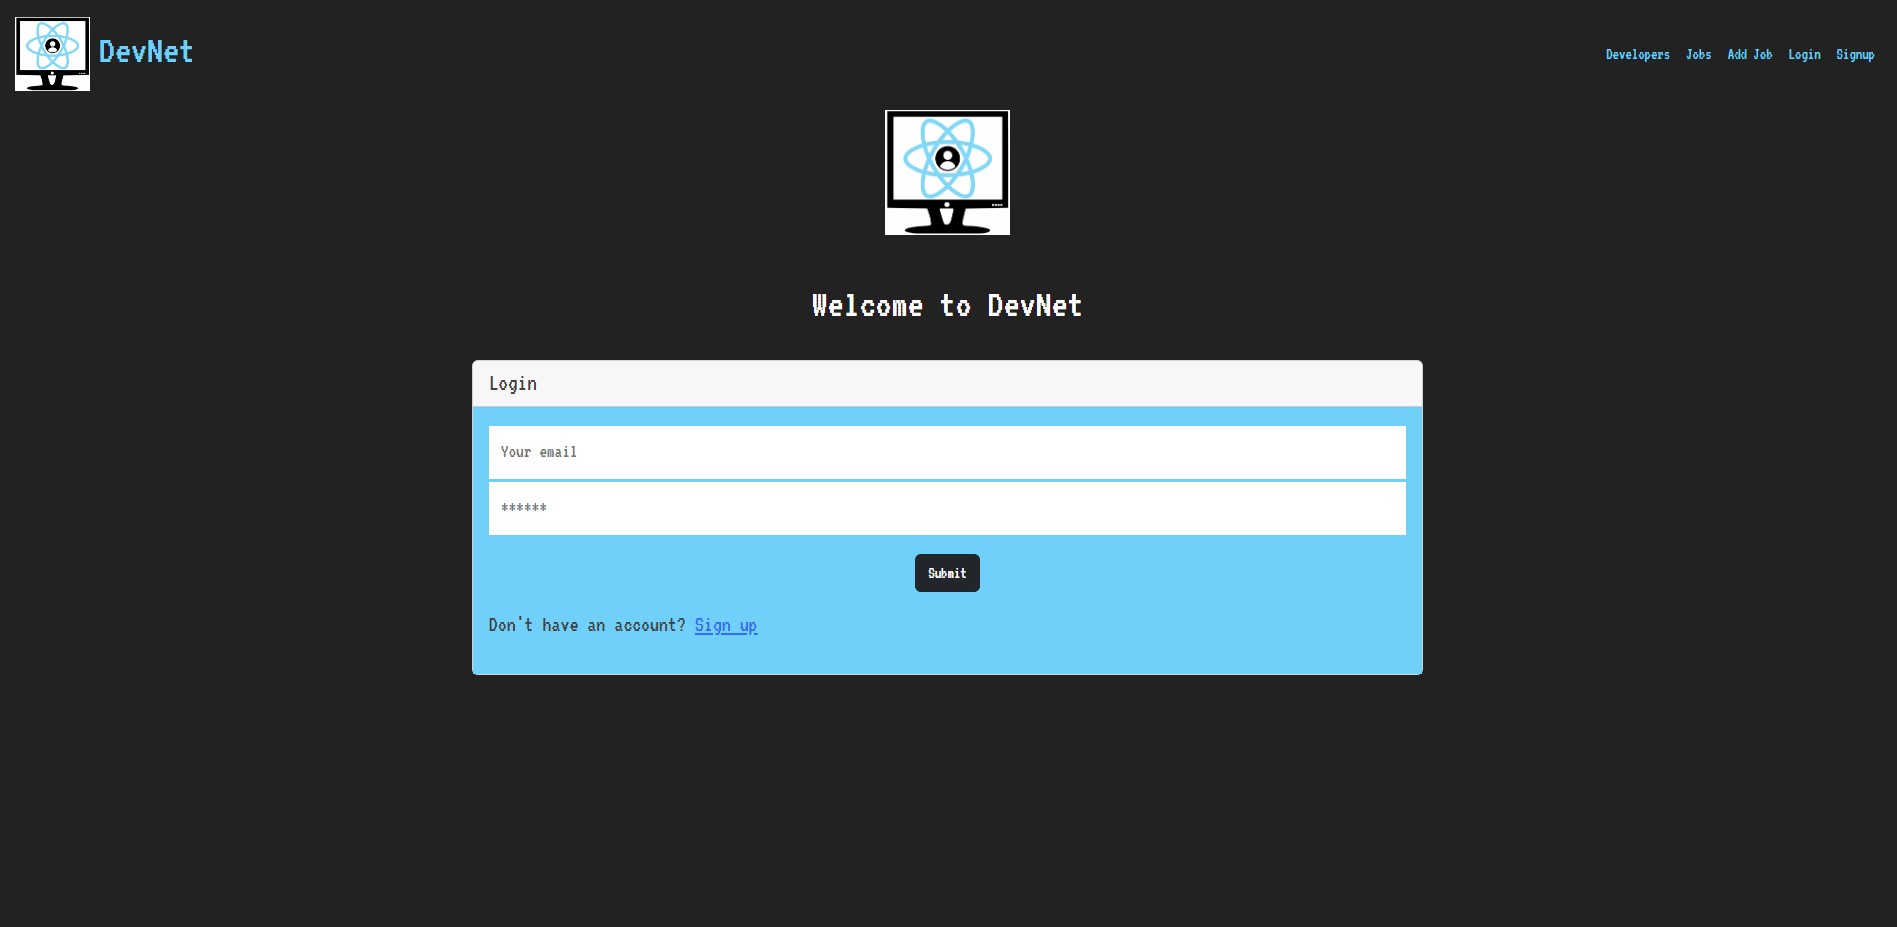 DevNet
Developers Jobs Add Job Login Signup
Welcome to DevNet
Login
Your email
******
Submit
Don't have an account? Sign up